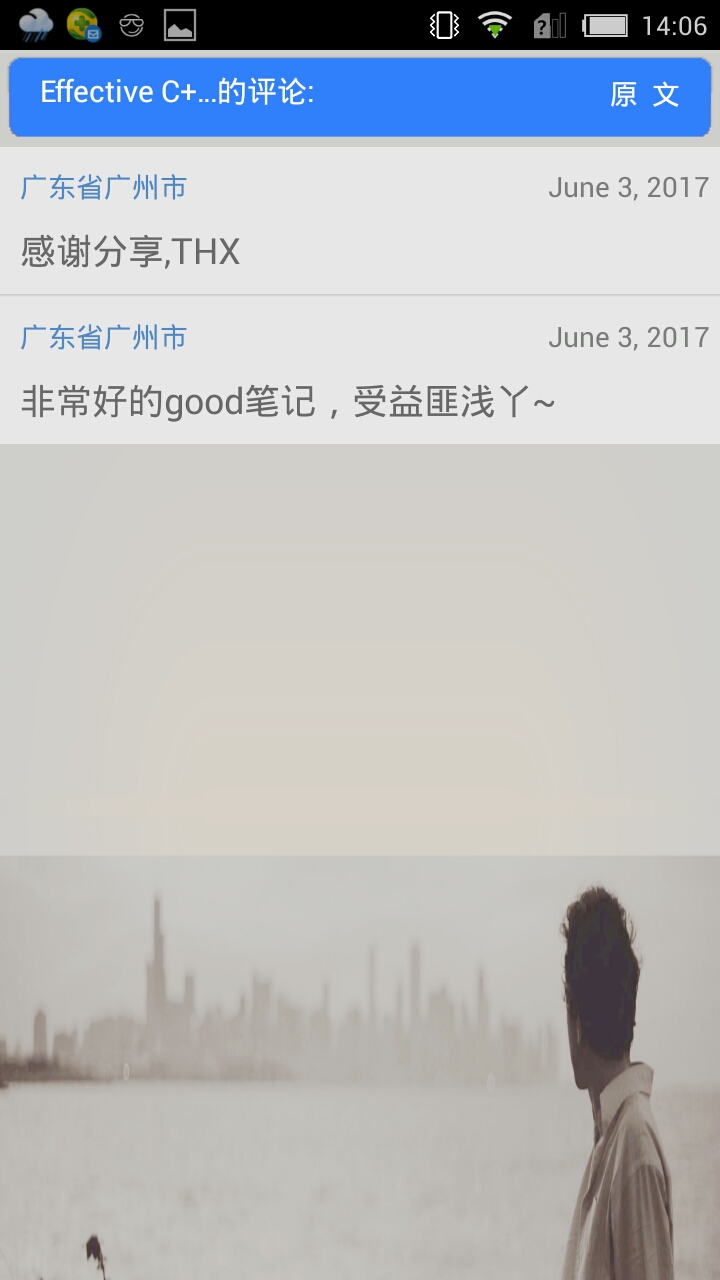 14:06
Effective C+...的评论:
原 文
广东省广州市
June 3, 2017
感谢分享,THX
广东省广州市
June 3, 2017
非常好的good笔记，受益匪浅丫~